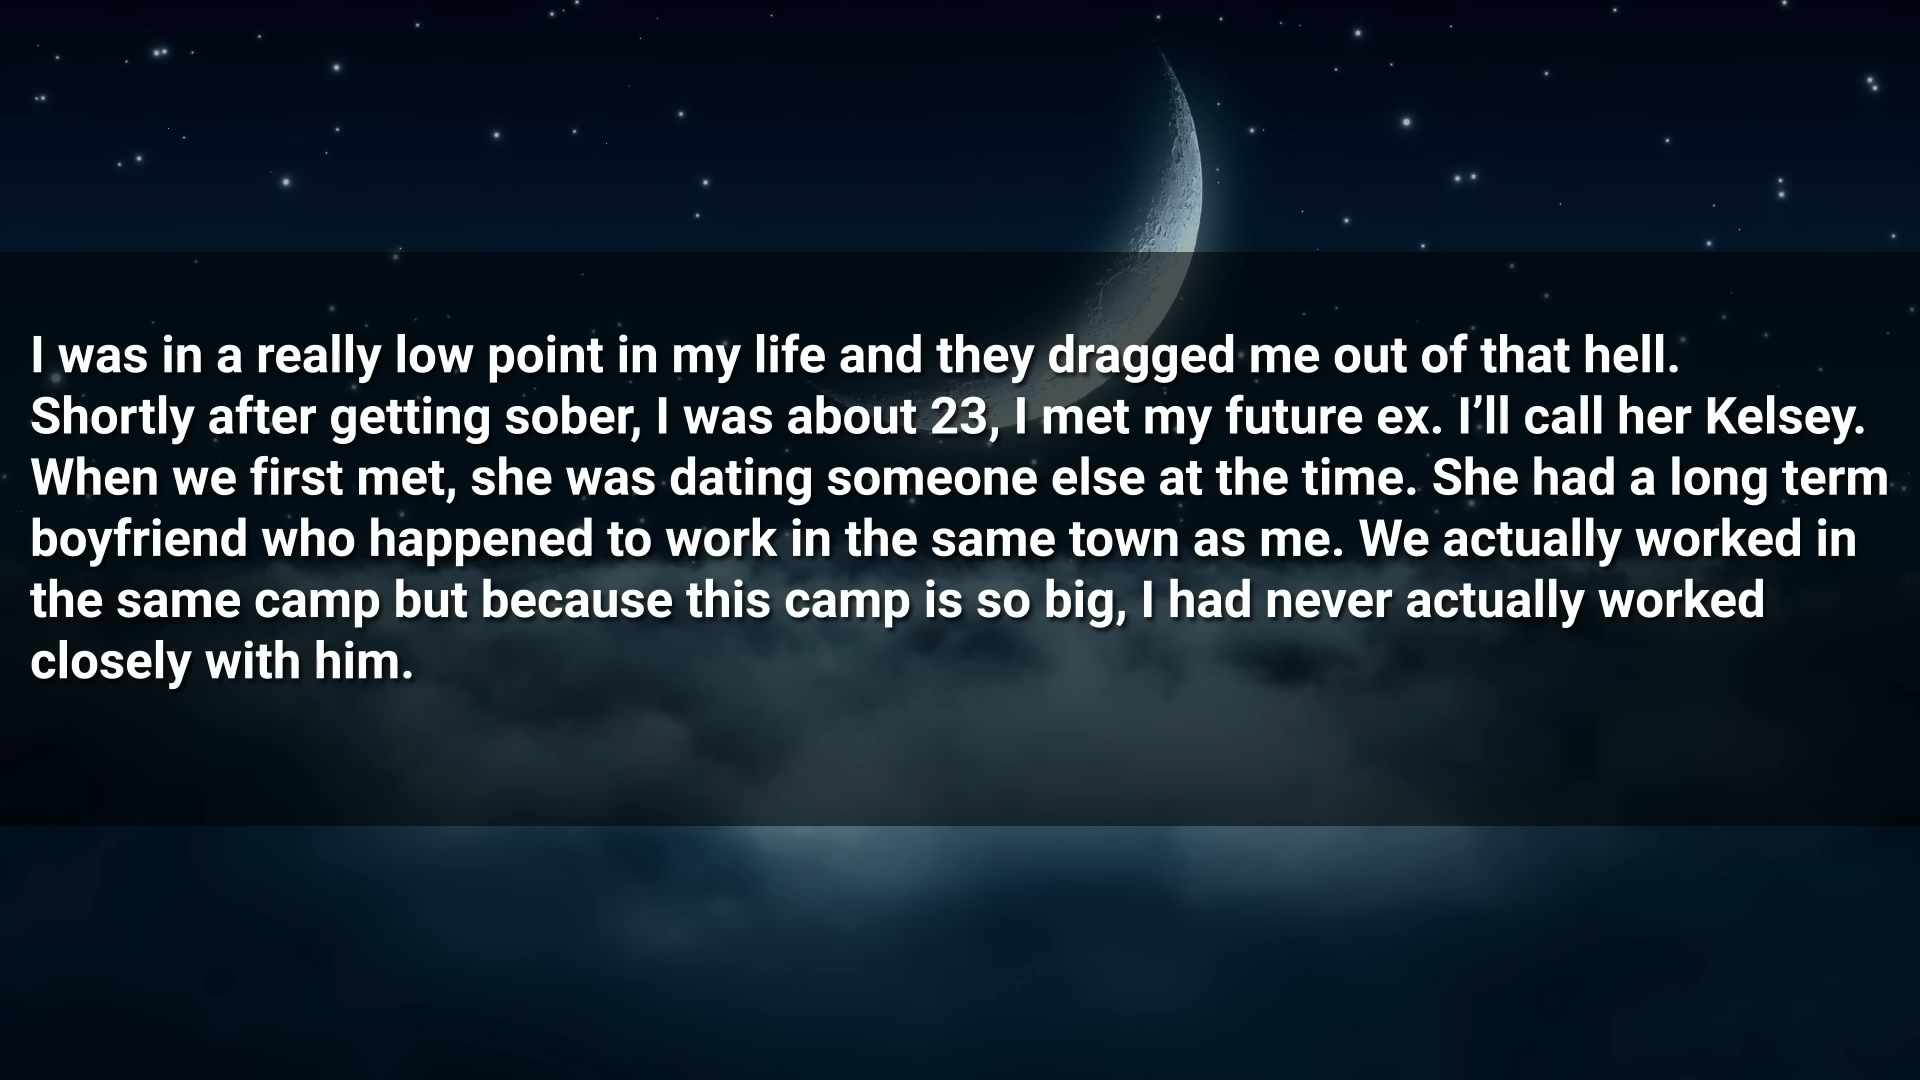 I was in a really low point in my life and they dragged me out of that hell.
Shortly after getting sober, I was about 23, I met my future ex. I’ll call her Kelsey.
When we first met, she was dating someone else at the time. She had a long term
boyfriend who happened to work in the same town as me. We actually worked in
the same camp but because this camp is so big, I had never actually worked
closely with him.